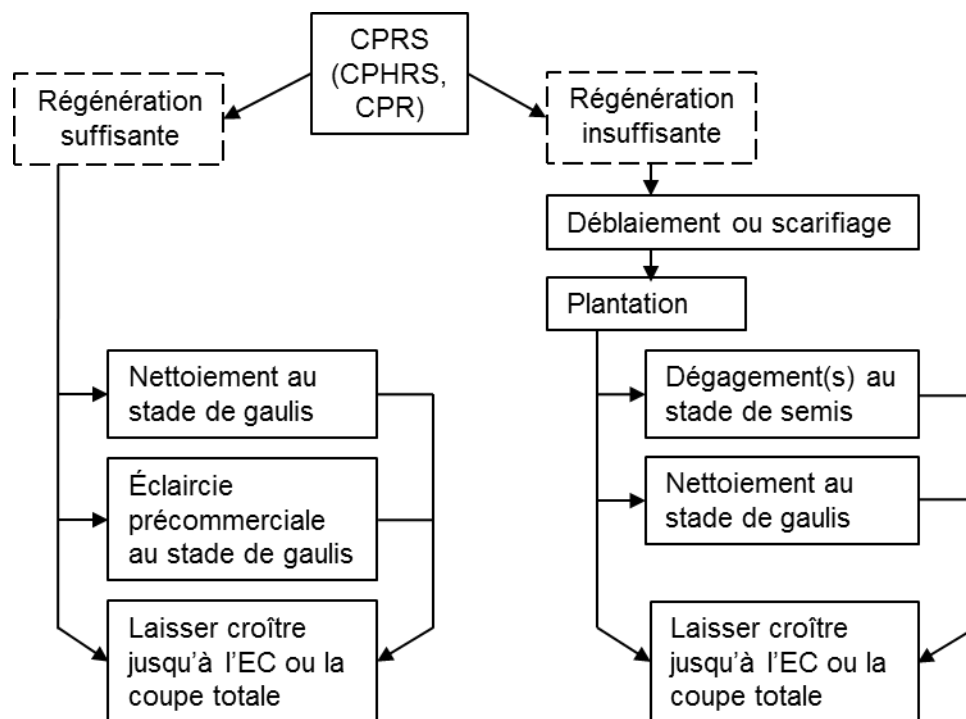 CPRS
(CPHRS,
CPR)
Régénération
suffisante
Régénération
insuffisante
Déblaiement ou scarifiage
Plantation
Nettoiement au
stade de gaulis
Éclaircie
précommerciale
au stade de gaulis
Laisser croître
jusqu’à l’EC ou la
coupe totale
Dégagement(s) au
stade de semis
Nettoiement au
stade de gaulis
Laisser croître
jusqu’à l’EC ou la
coupe totale